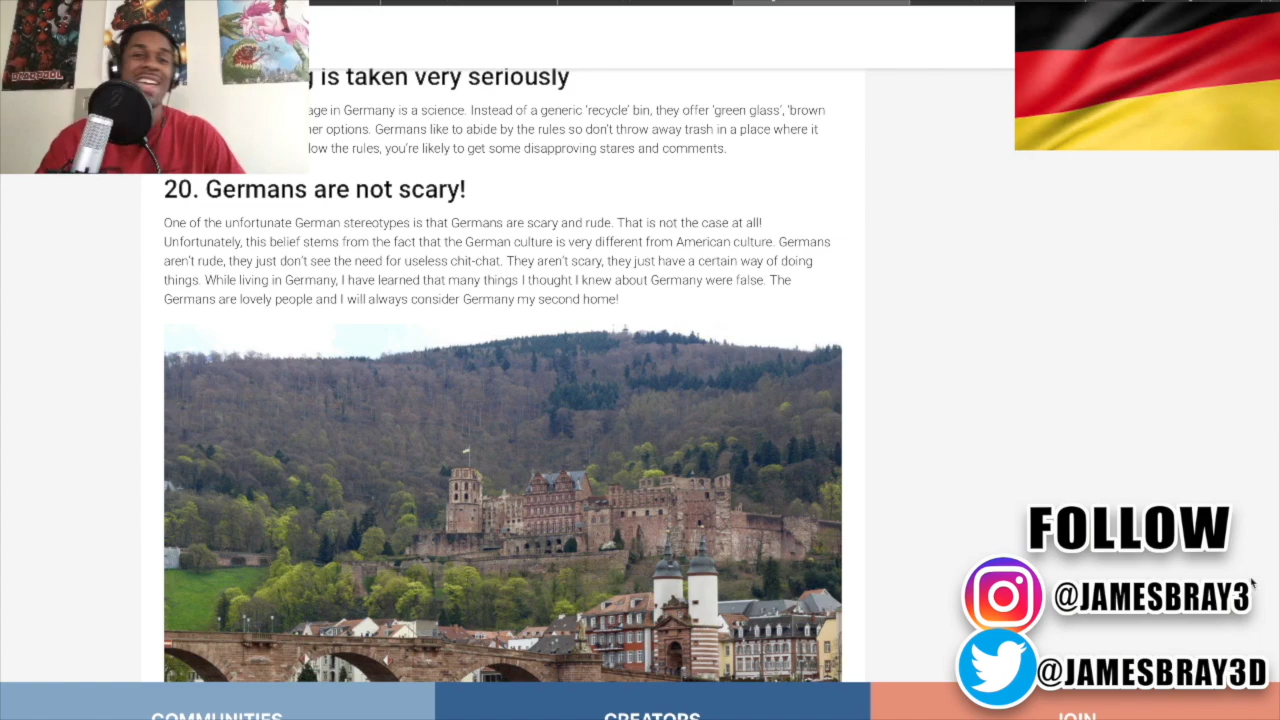 DEADPOOL
is taken very seriously
age in Germany is a science. Instead of a generic ‘recycle’ bin, they offer ‘green glass’, ‘brown
er options. Germans like to abide by the rules so don’t throw away trash in a place where it
low the rules, you’re likely to get some disapproving stares and comments.
20. Germans are not scary!
One of the unfortunate German stereotypes is that Germans are scary and rude. That is not the case at all!
Unfortunately, this belief stems from the fact that the German culture is very different from American culture. Germans
aren’t rude, they just don’t see the need for useless chit-chat. They aren’t scary, they just have a certain way of doing
things. While living in Germany, I have learned that many things I thought I knew about Germany were false. The
Germans are lovely people and I will always consider Germany my second home!
FOLLOW
@JAMESBRAY3
@JAMESBRAY3D
COMMUNITIES
CREATORS
JOIN